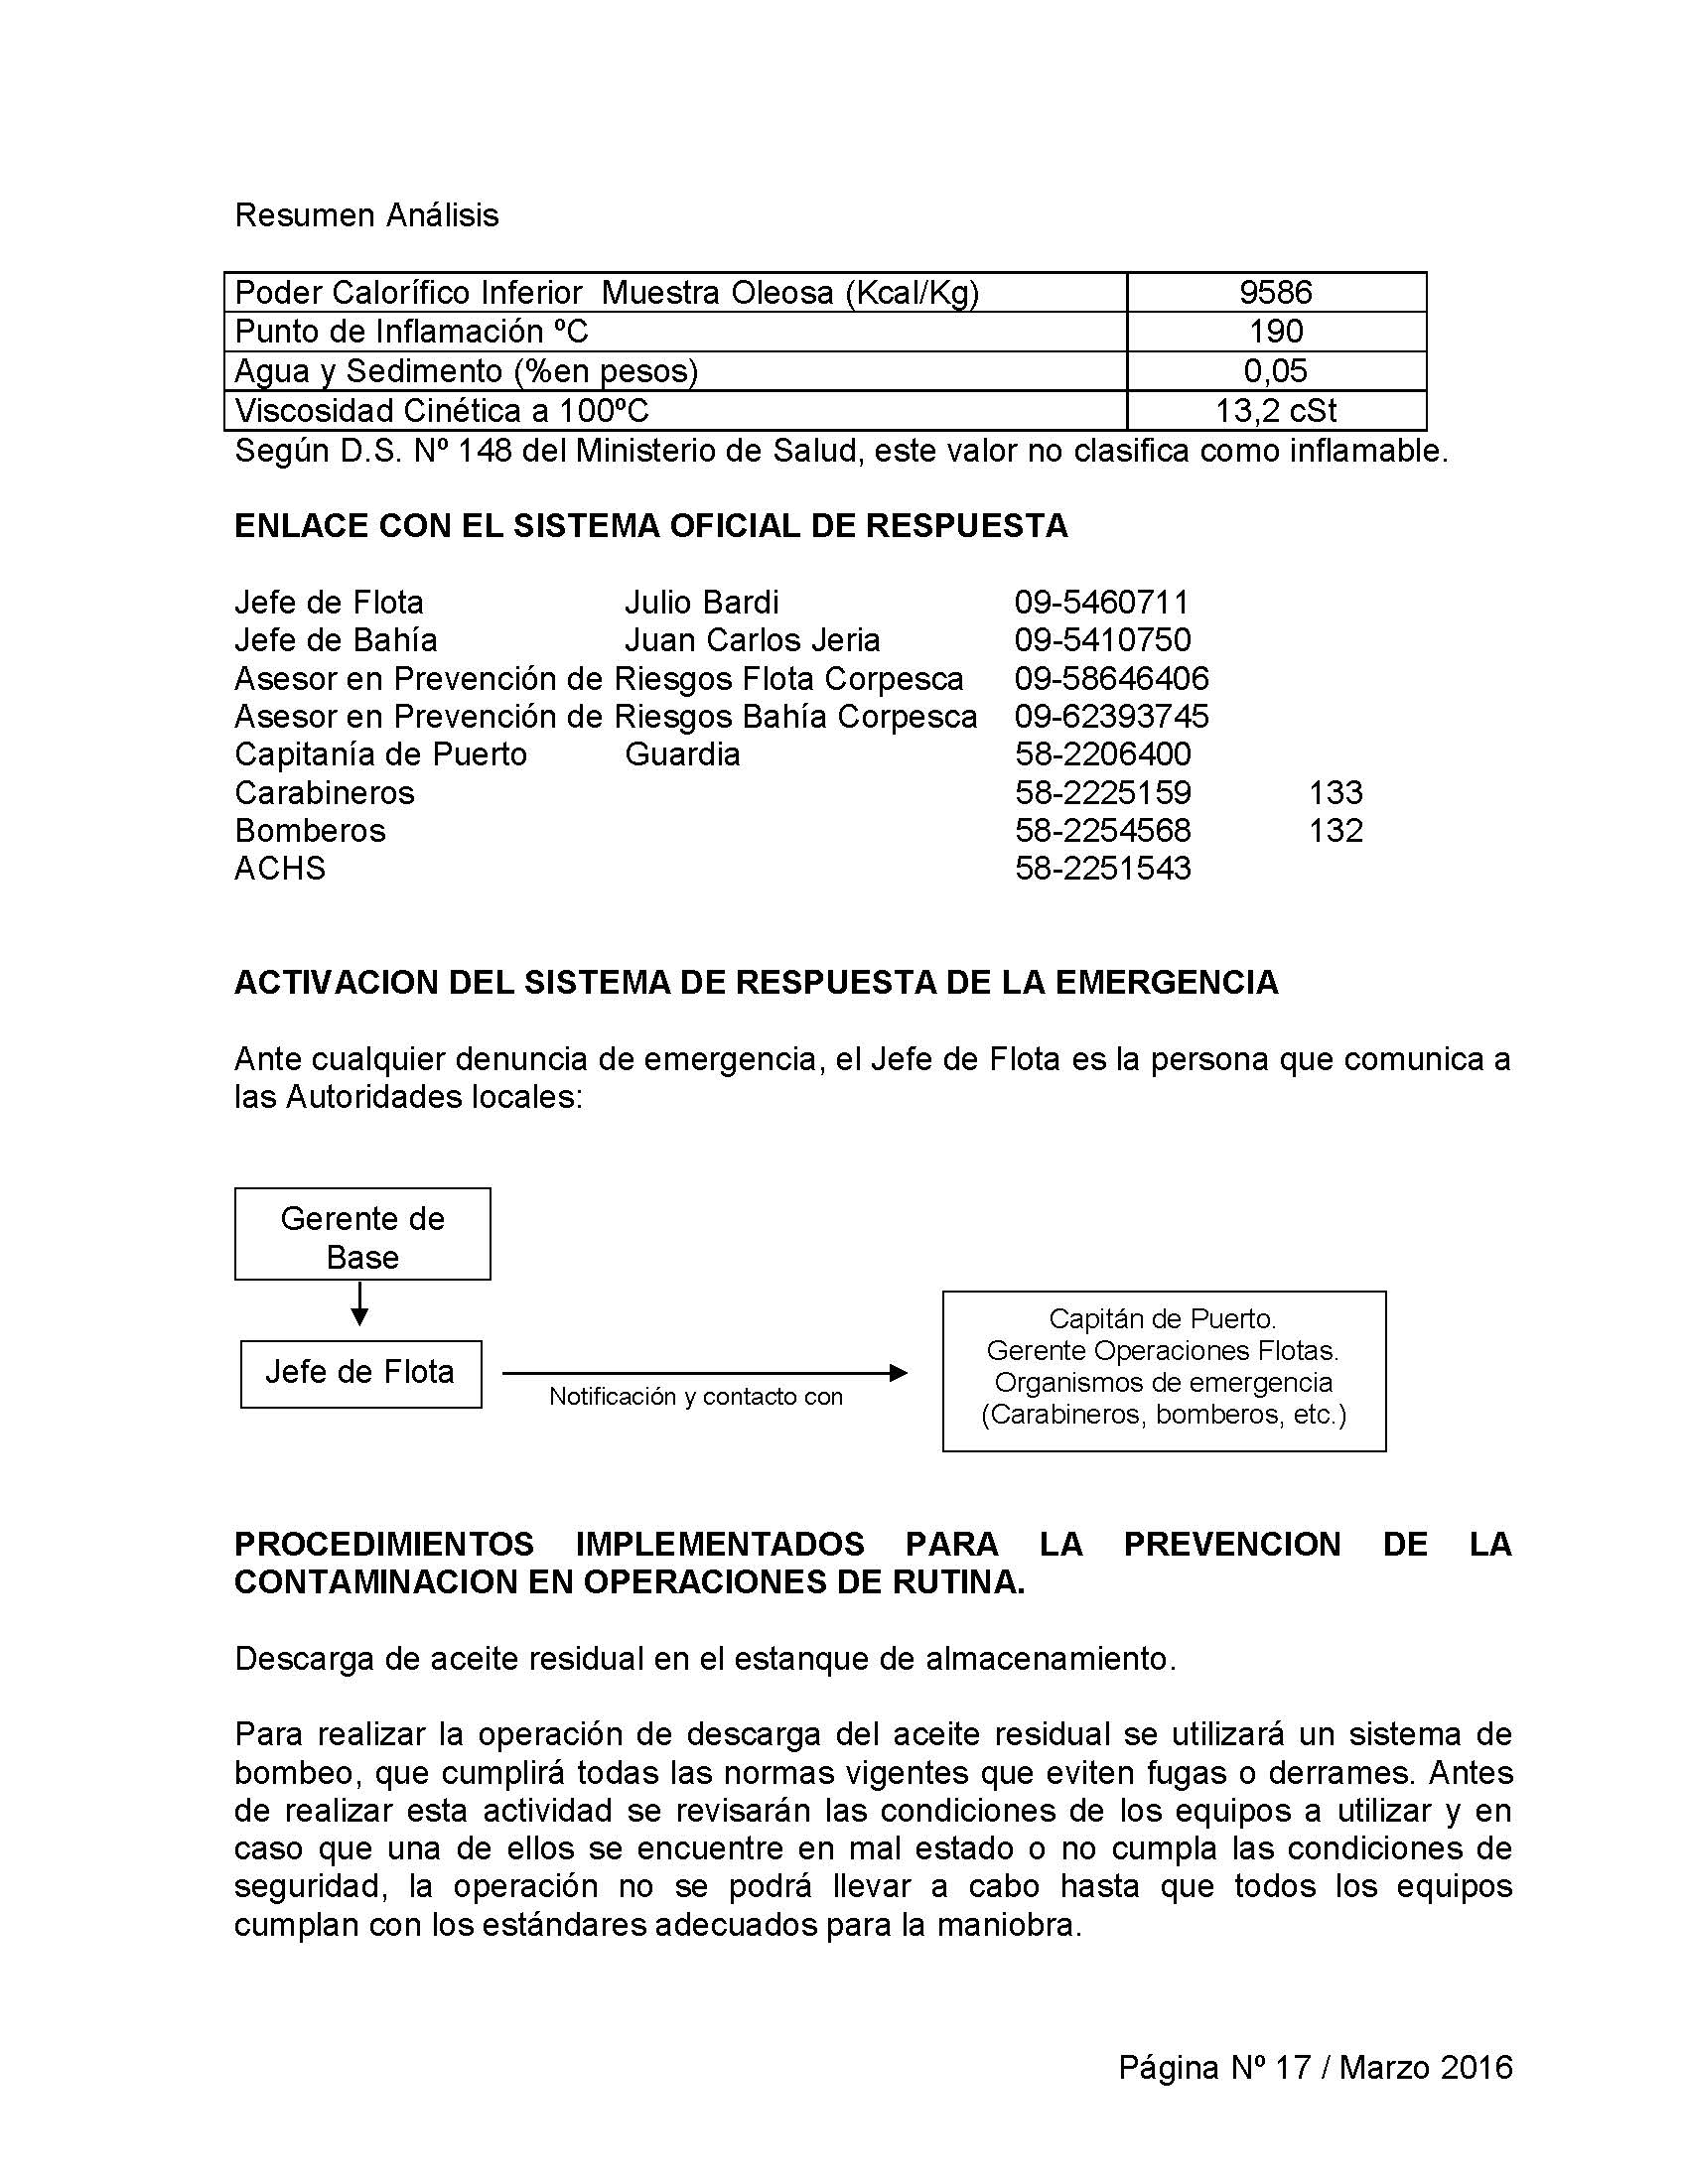 Resumen Análisis
Poder Calorífico Inferior  Muestra Oleosa (Kcal/Kg) 9586
Punto de Inflamación ºC 190
Agua y Sedimento (%en pesos) 0,05
Viscosidad Cinética a 100ºC 13,2 cSt
Según D.S. Nº 148 del Ministerio de Salud, este valor no clasifica como inflamable.
ENLACE CON EL SISTEMA OFICIAL DE RESPUESTA
Jefe de Flota Julio Bardi 09-5460711
Jefe de Bahía Juan Carlos Jeria 09-5410750
Asesor en Prevención de Riesgos Flota Corpesca 09-58646406
Asesor en Prevención de Riesgos Bahía Corpesca 09-62393745
Capitanía de Puerto Guardia 58-2206400
Carabineros 58-2225159 133
Bomberos 58-2254568 132
ACHS 58-2251543
ACTIVACION DEL SISTEMA DE RESPUESTA DE LA EMERGENCIA
Ante cualquier denuncia de emergencia, el Jefe de Flota es la persona que comunica a
las Autoridades locales:
Gerente de
Base
Jefe de Flota
Notificación y contacto con
Capitán de Puerto.
Gerente Operaciones Flotas.
Organismos de emergencia
(Carabineros, bomberos, etc.)
PROCEDIMIENTOS IMPLEMENTADOS PARA LA PREVENCION DE LA
CONTAMINACION EN OPERACIONES DE RUTINA.
Descarga de aceite residual en el estanque de almacenamiento.
Para realizar la operación de descarga del aceite residual se utilizará un sistema de
bombeo, que cumplirá todas las normas vigentes que eviten fugas o derrames. Antes
de realizar esta actividad se revisarán las condiciones de los equipos a utilizar y en
caso que una de ellos se encuentre en mal estado o no cumpla las condiciones de
seguridad, la operación no se podrá llevar a cabo hasta que todos los equipos
cumplan con los estándares adecuados para la maniobra.
Página Nº 17 / Marzo 2016